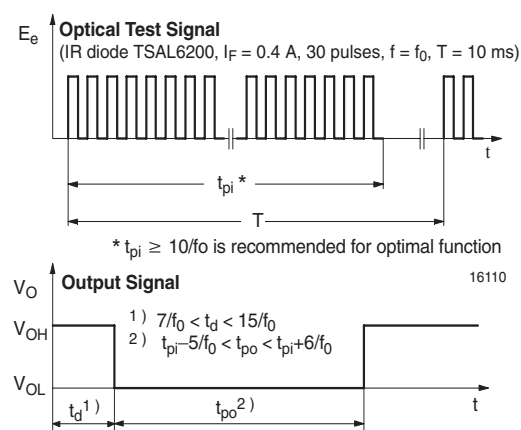 Optical Test Signal
Eₑ
(IR diode TSAL6200, I_F = 0.4 A, 30 pulses, f = f₀, T = 10 ms)
t
t_pi *
T
* t_pi ≥ 10/fo is recommended for optimal function
16110
V_O
Output Signal
V_OH
1 ) 7/f₀ < t_d < 15/f₀
2 ) t_pi–5/f₀ < t_po < t_pi+6/f₀
V_OL
t_d 1 )
t_po 2 )
t